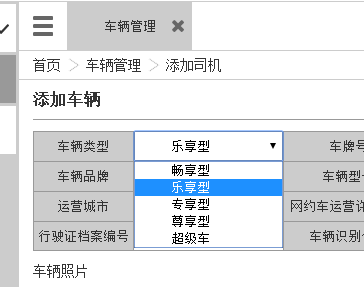 车辆管理
首页 > 车辆管理 > 添加司机
添加车辆
车辆类型 乐享型 车牌号
畅享型
车辆品牌 乐享型 车辆型
专享型
运营城市 尊享型 网约车运营许
行驶证档案编号 超级车 车辆识别
车辆照片